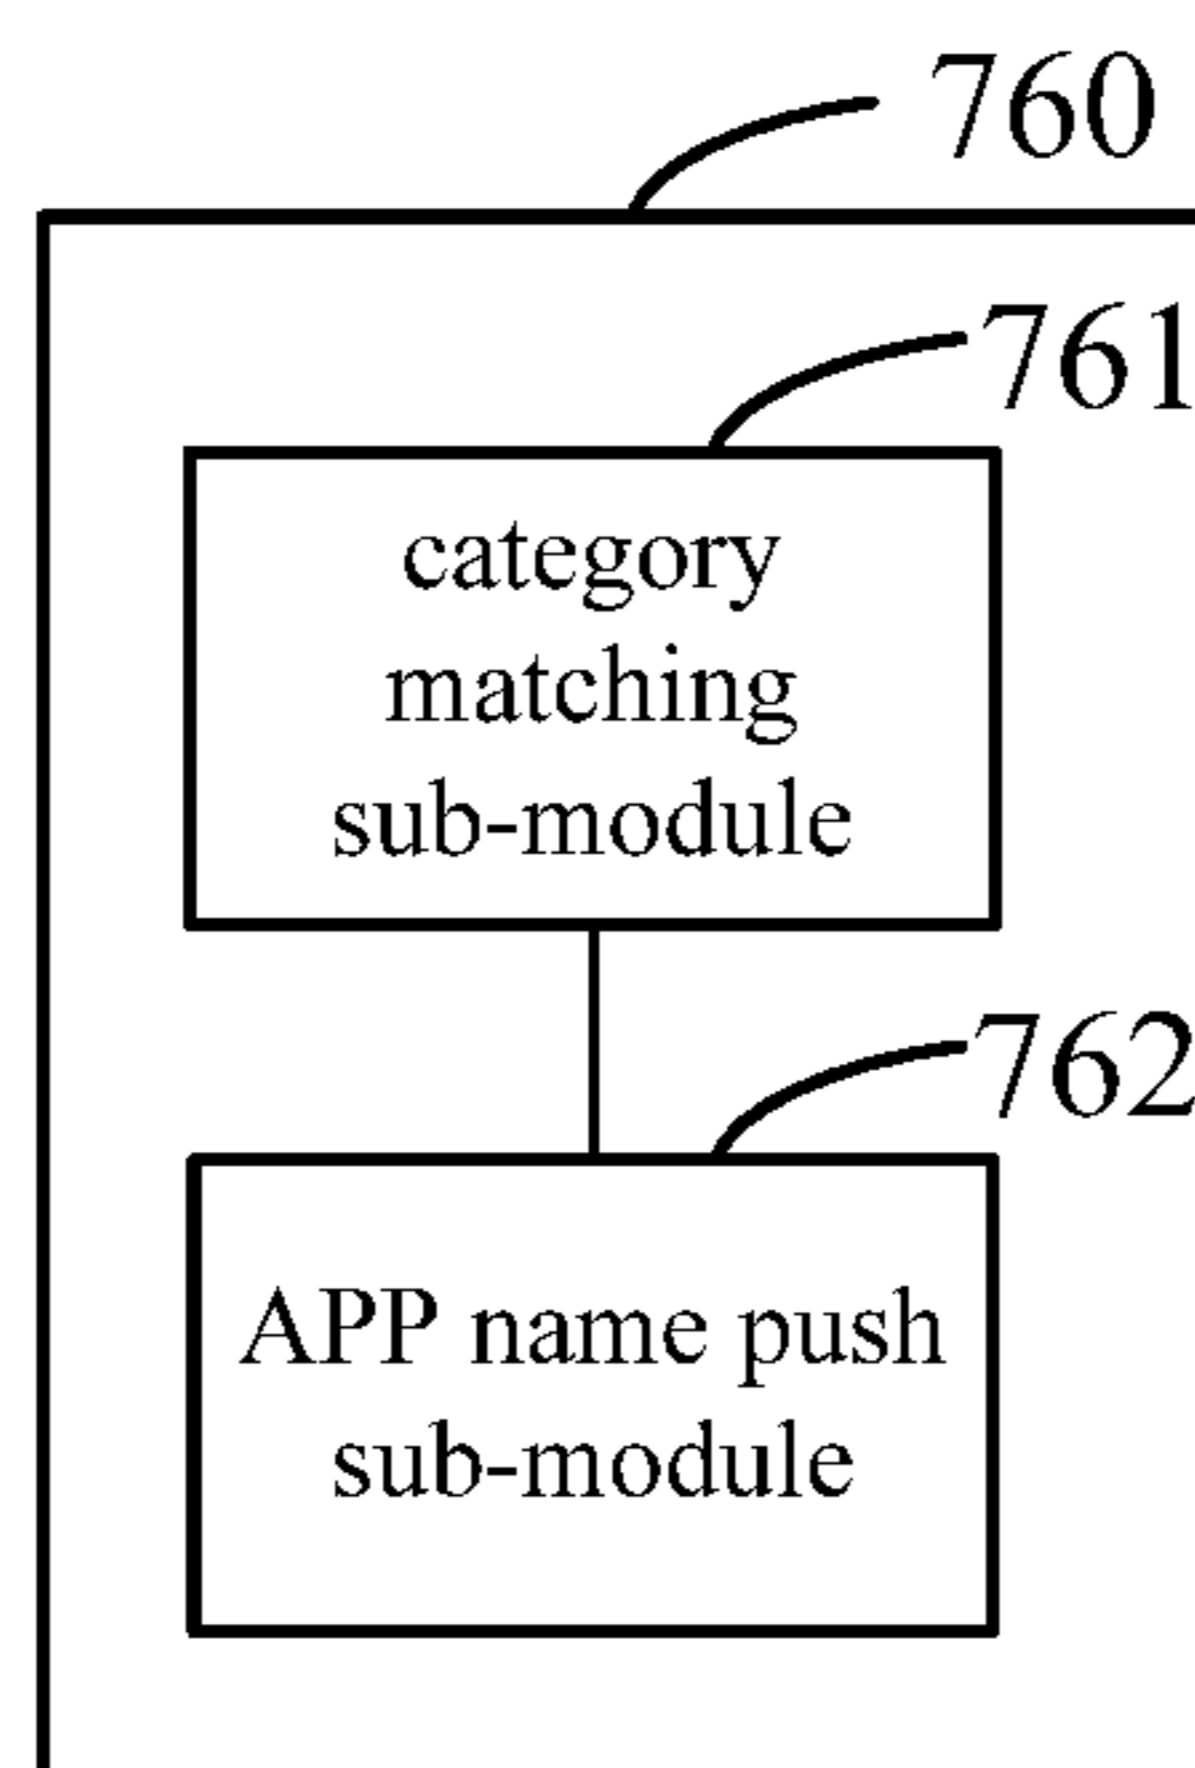 760
761
category
matching
sub-module
762
APP name push
sub-module